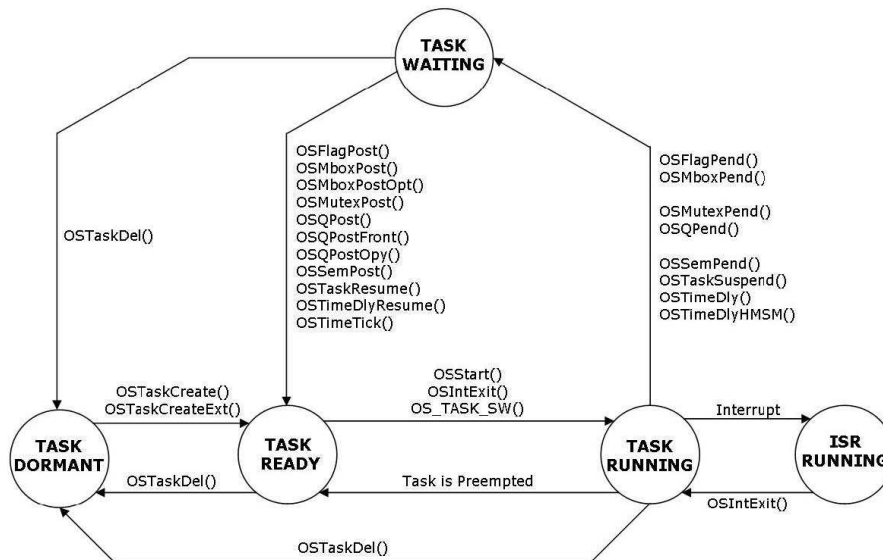 TASK
WAITING
OSFlagPost()
OSMboxPost()
OSMboxPostOpt()
OSMutexPost()
OSQPost()
OSQPostFront()
OSQPostOpy()
OSSemPost()
OSTaskResume()
OSTimeDlyResume()
OSTimeTick()
OSFlagPend()
OSMboxPend()
OSMutexPend()
OSQPend()
OSSemPend()
OSTaskSuspend()
OSTimeDly()
OSTimeDlyHMSM()
OSTaskDel()
OSTaskCreate()
OSTaskCreateExt()
OSStart()
OSIntExit()
OS_TASK_SW()
Interrupt
TASK
DORMANT
TASK
READY
TASK
RUNNING
ISR
RUNNING
OSTaskDel()
Task is Preempted
OSIntExit()
OSTaskDel()